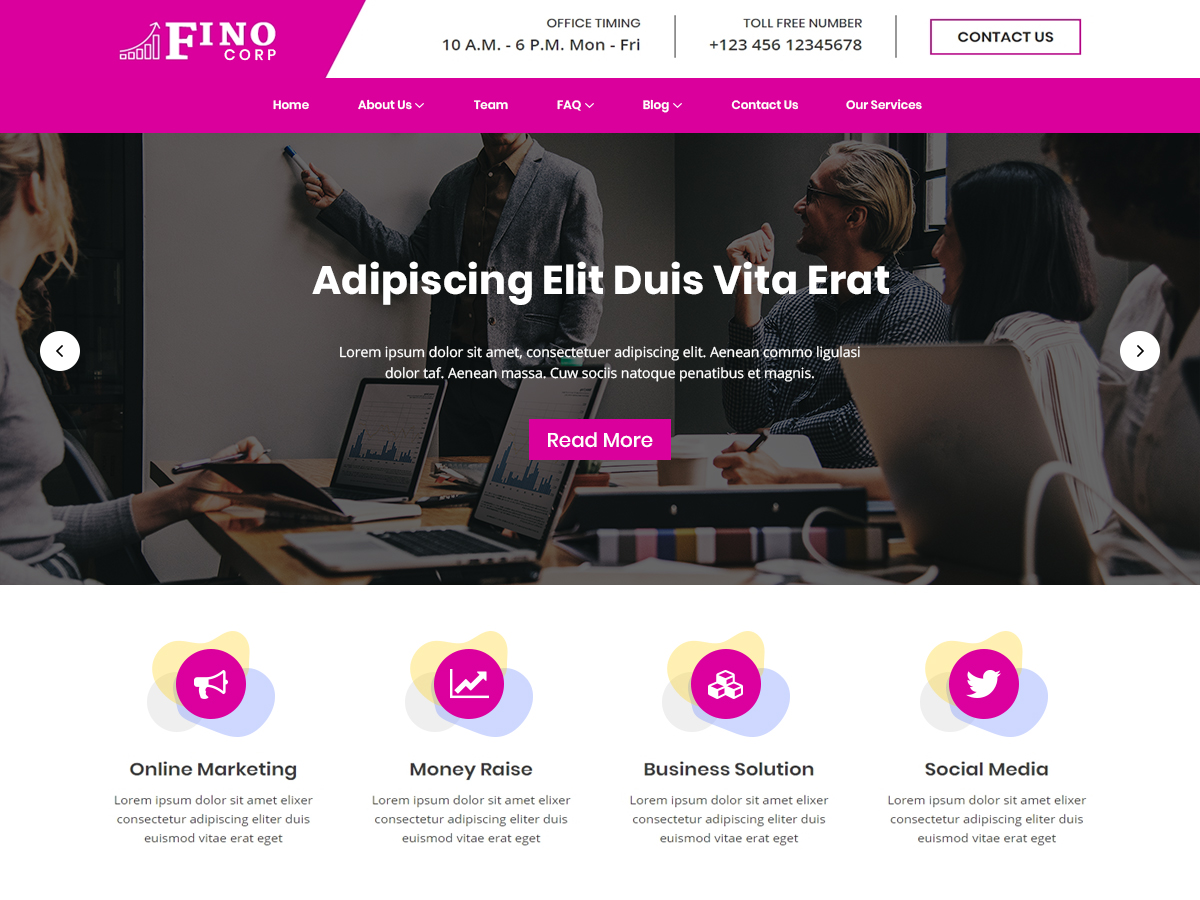 FINO
CORP
OFFICE TIMING
10 A.M. - 6 P.M. Mon - Fri
TOLL FREE NUMBER
+123 456 12345678
CONTACT US
Home
About Us
Team
FAQ
Blog
Contact Us
Our Services
Adipiscing Elit Duis Vita Erat
Lorem ipsum dolor sit amet, consectetuer adipiscing elit. Aenean commo ligulasi
dolor taf. Aenean massa. Cuw sociis natoque penatibus et magnis.
Read More
Online Marketing
Lorem ipsum dolor sit amet elixer
consectetur adipiscing eliter duis
euismod vitae erat eget
Money Raise
Lorem ipsum dolor sit amet elixer
consectetur adipiscing eliter duis
euismod vitae erat eget
Business Solution
Lorem ipsum dolor sit amet elixer
consectetur adipiscing eliter duis
euismod vitae erat eget
Social Media
Lorem ipsum dolor sit amet elixer
consectetur adipiscing eliter duis
euismod vitae erat eget